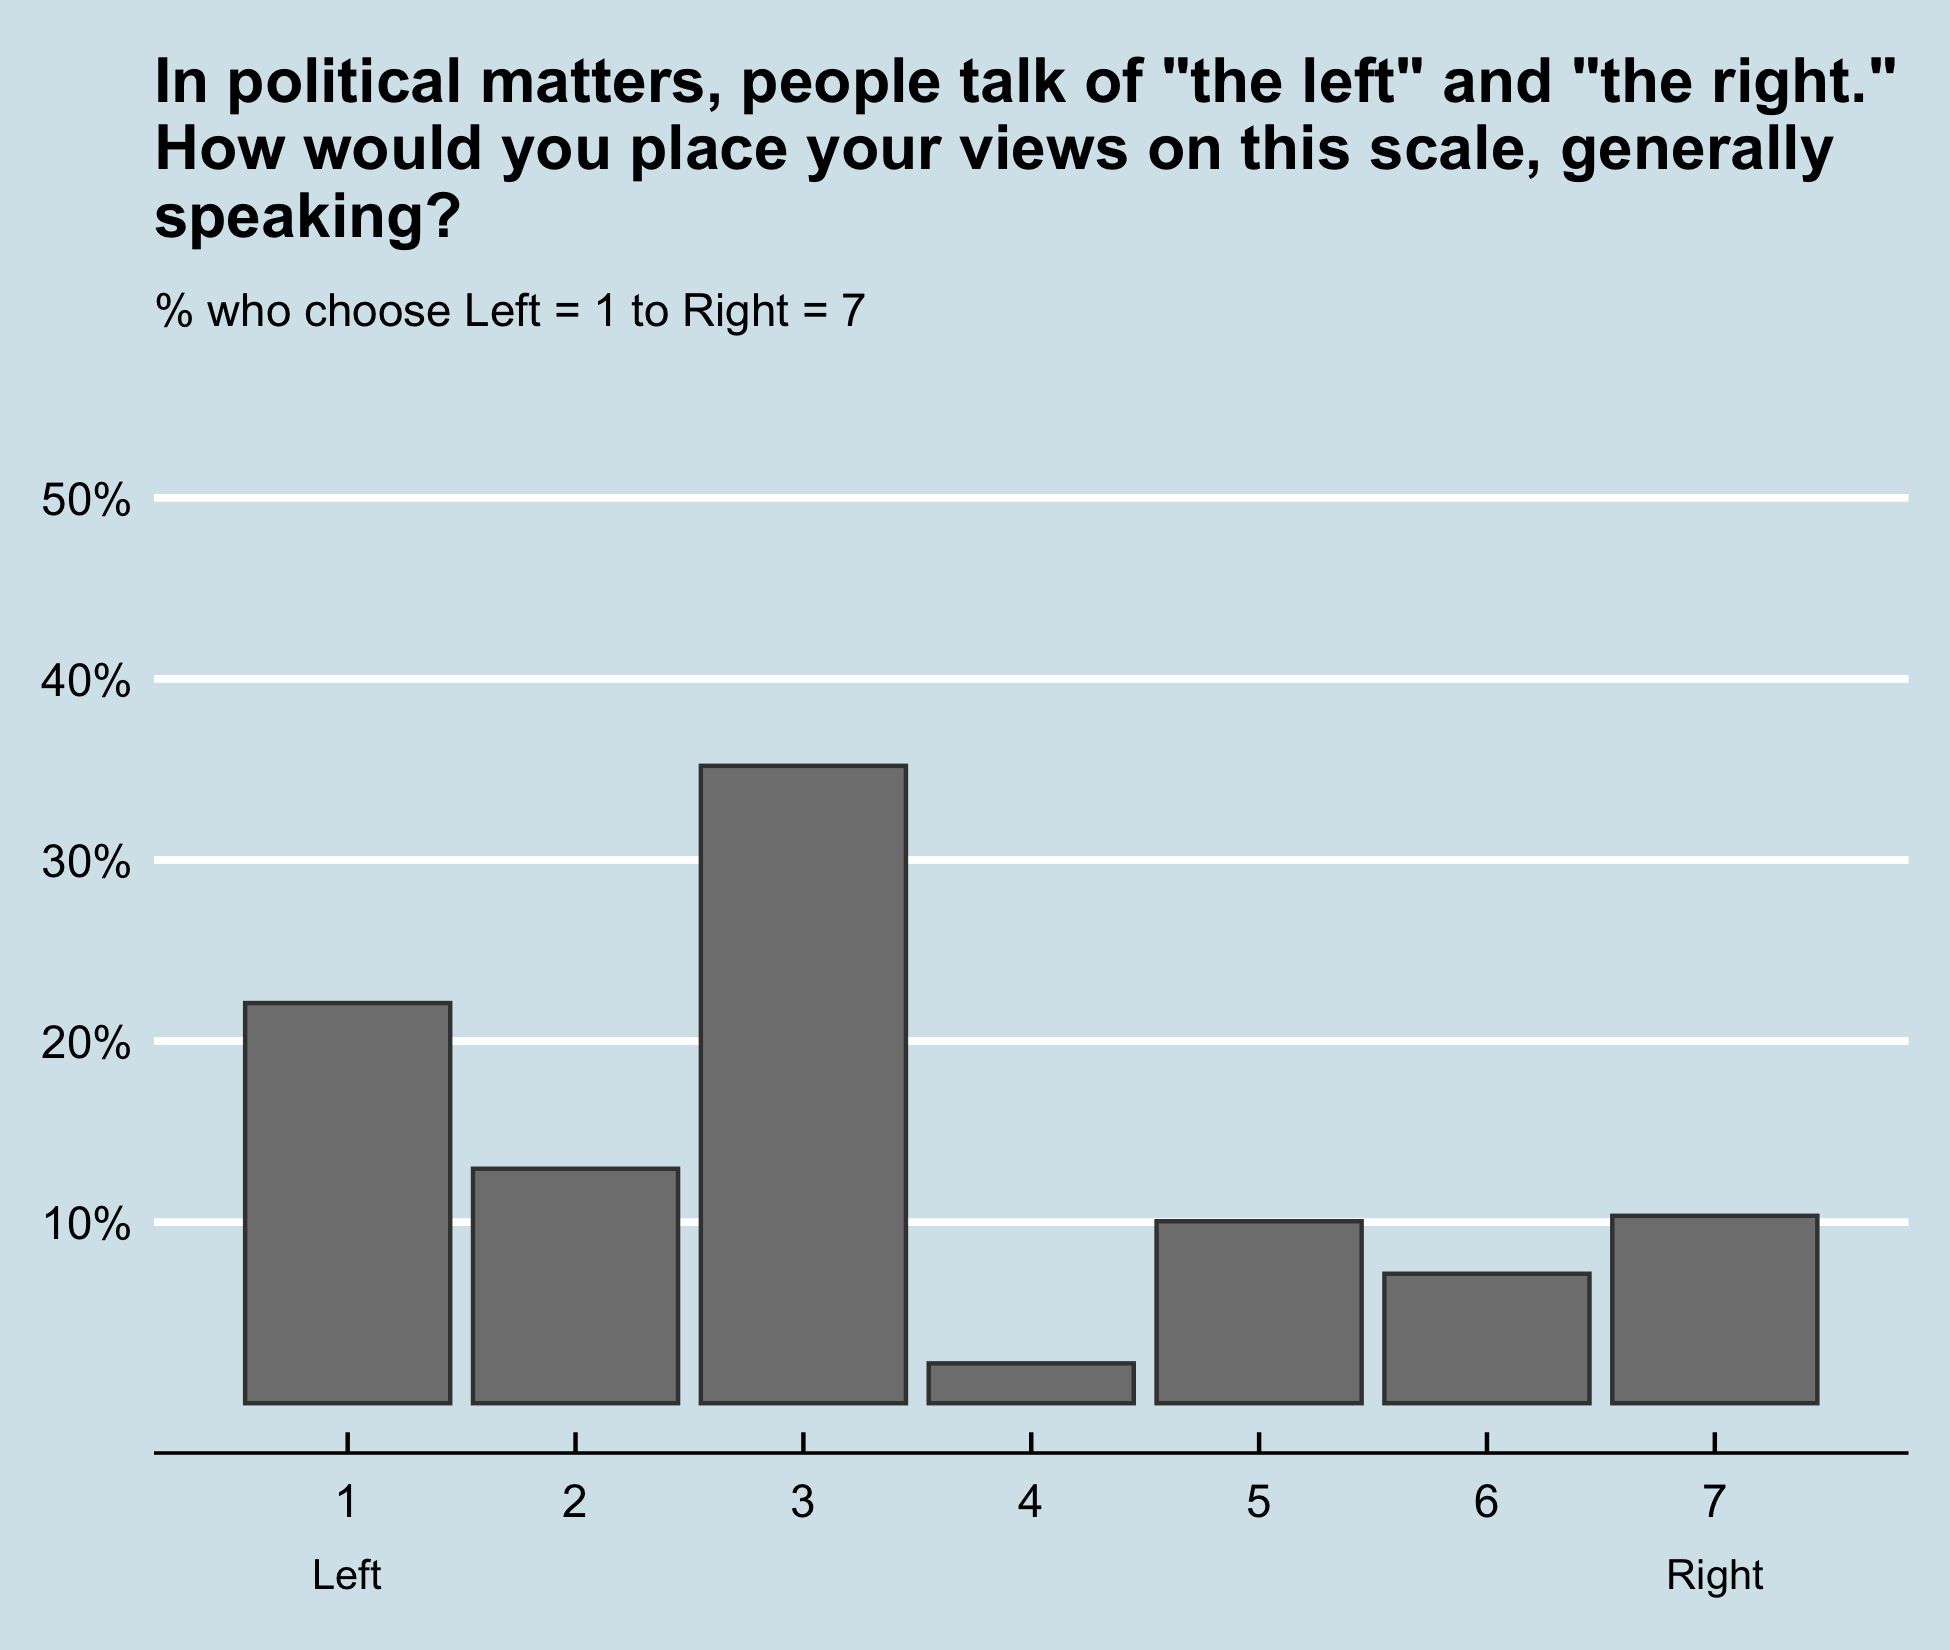 In political matters, people talk of "the left" and "the right."
How would you place your views on this scale, generally
speaking?
% who choose Left = 1 to Right = 7
50%
40%
30%
20%
10%
1 2 3 4 5 6 7
Left Right